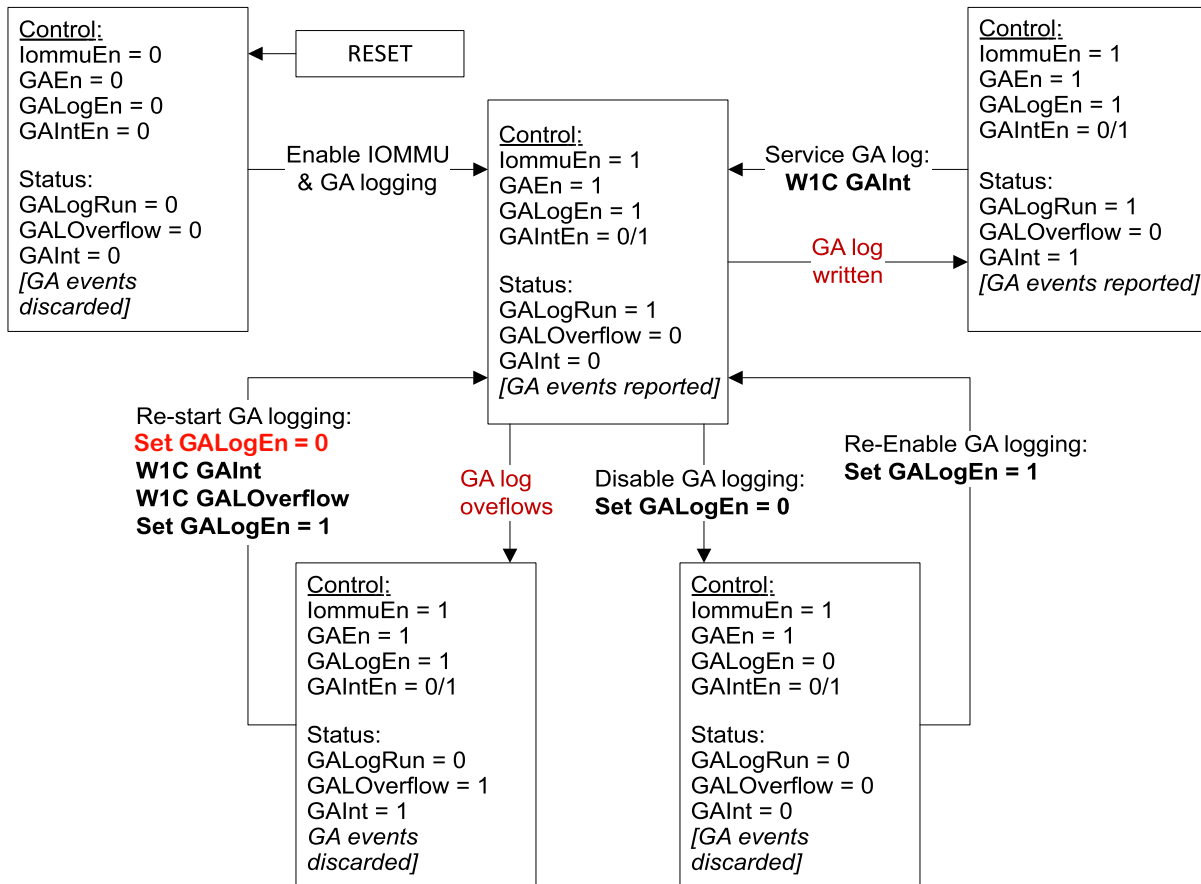 Control:
IommuEn = 0
GAEn = 0
GALogEn = 0
GAIntEn = 0
Status:
GALogRun = 0
GALOverflow = 0
GAInt = 0
[GA events
discarded]
RESET
Enable IOMMU
& GA logging
Control:
IommuEn = 1
GAEn = 1
GALogEn = 1
GAIntEn = 0/1
Status:
GALogRun = 1
GALOverflow = 0
GAInt = 0
[GA events reported]
Service GA log:
W1C GAInt
GA log
written
Control:
IommuEn = 1
GAEn = 1
GALogEn = 1
GAIntEn = 0/1
Status:
GALogRun = 1
GALOverflow = 0
GAInt = 1
[GA events reported]
Re-start GA logging:
Set GALogEn = 0
W1C GAInt
W1C GALOverflow
Set GALogEn = 1
GA log
oveflows
Disable GA logging:
Set GALogEn = 0
Re-Enable GA logging:
Set GALogEn = 1
Control:
IommuEn = 1
GAEn = 1
GALogEn = 1
GAIntEn = 0/1
Status:
GALogRun = 0
GALOverflow = 1
GAInt = 1
GA events
discarded]
Control:
IommuEn = 1
GAEn = 1
GALogEn = 0
GAIntEn = 0/1
Status:
GALogRun = 0
GALOverflow = 0
GAInt = 0
[GA events
discarded]